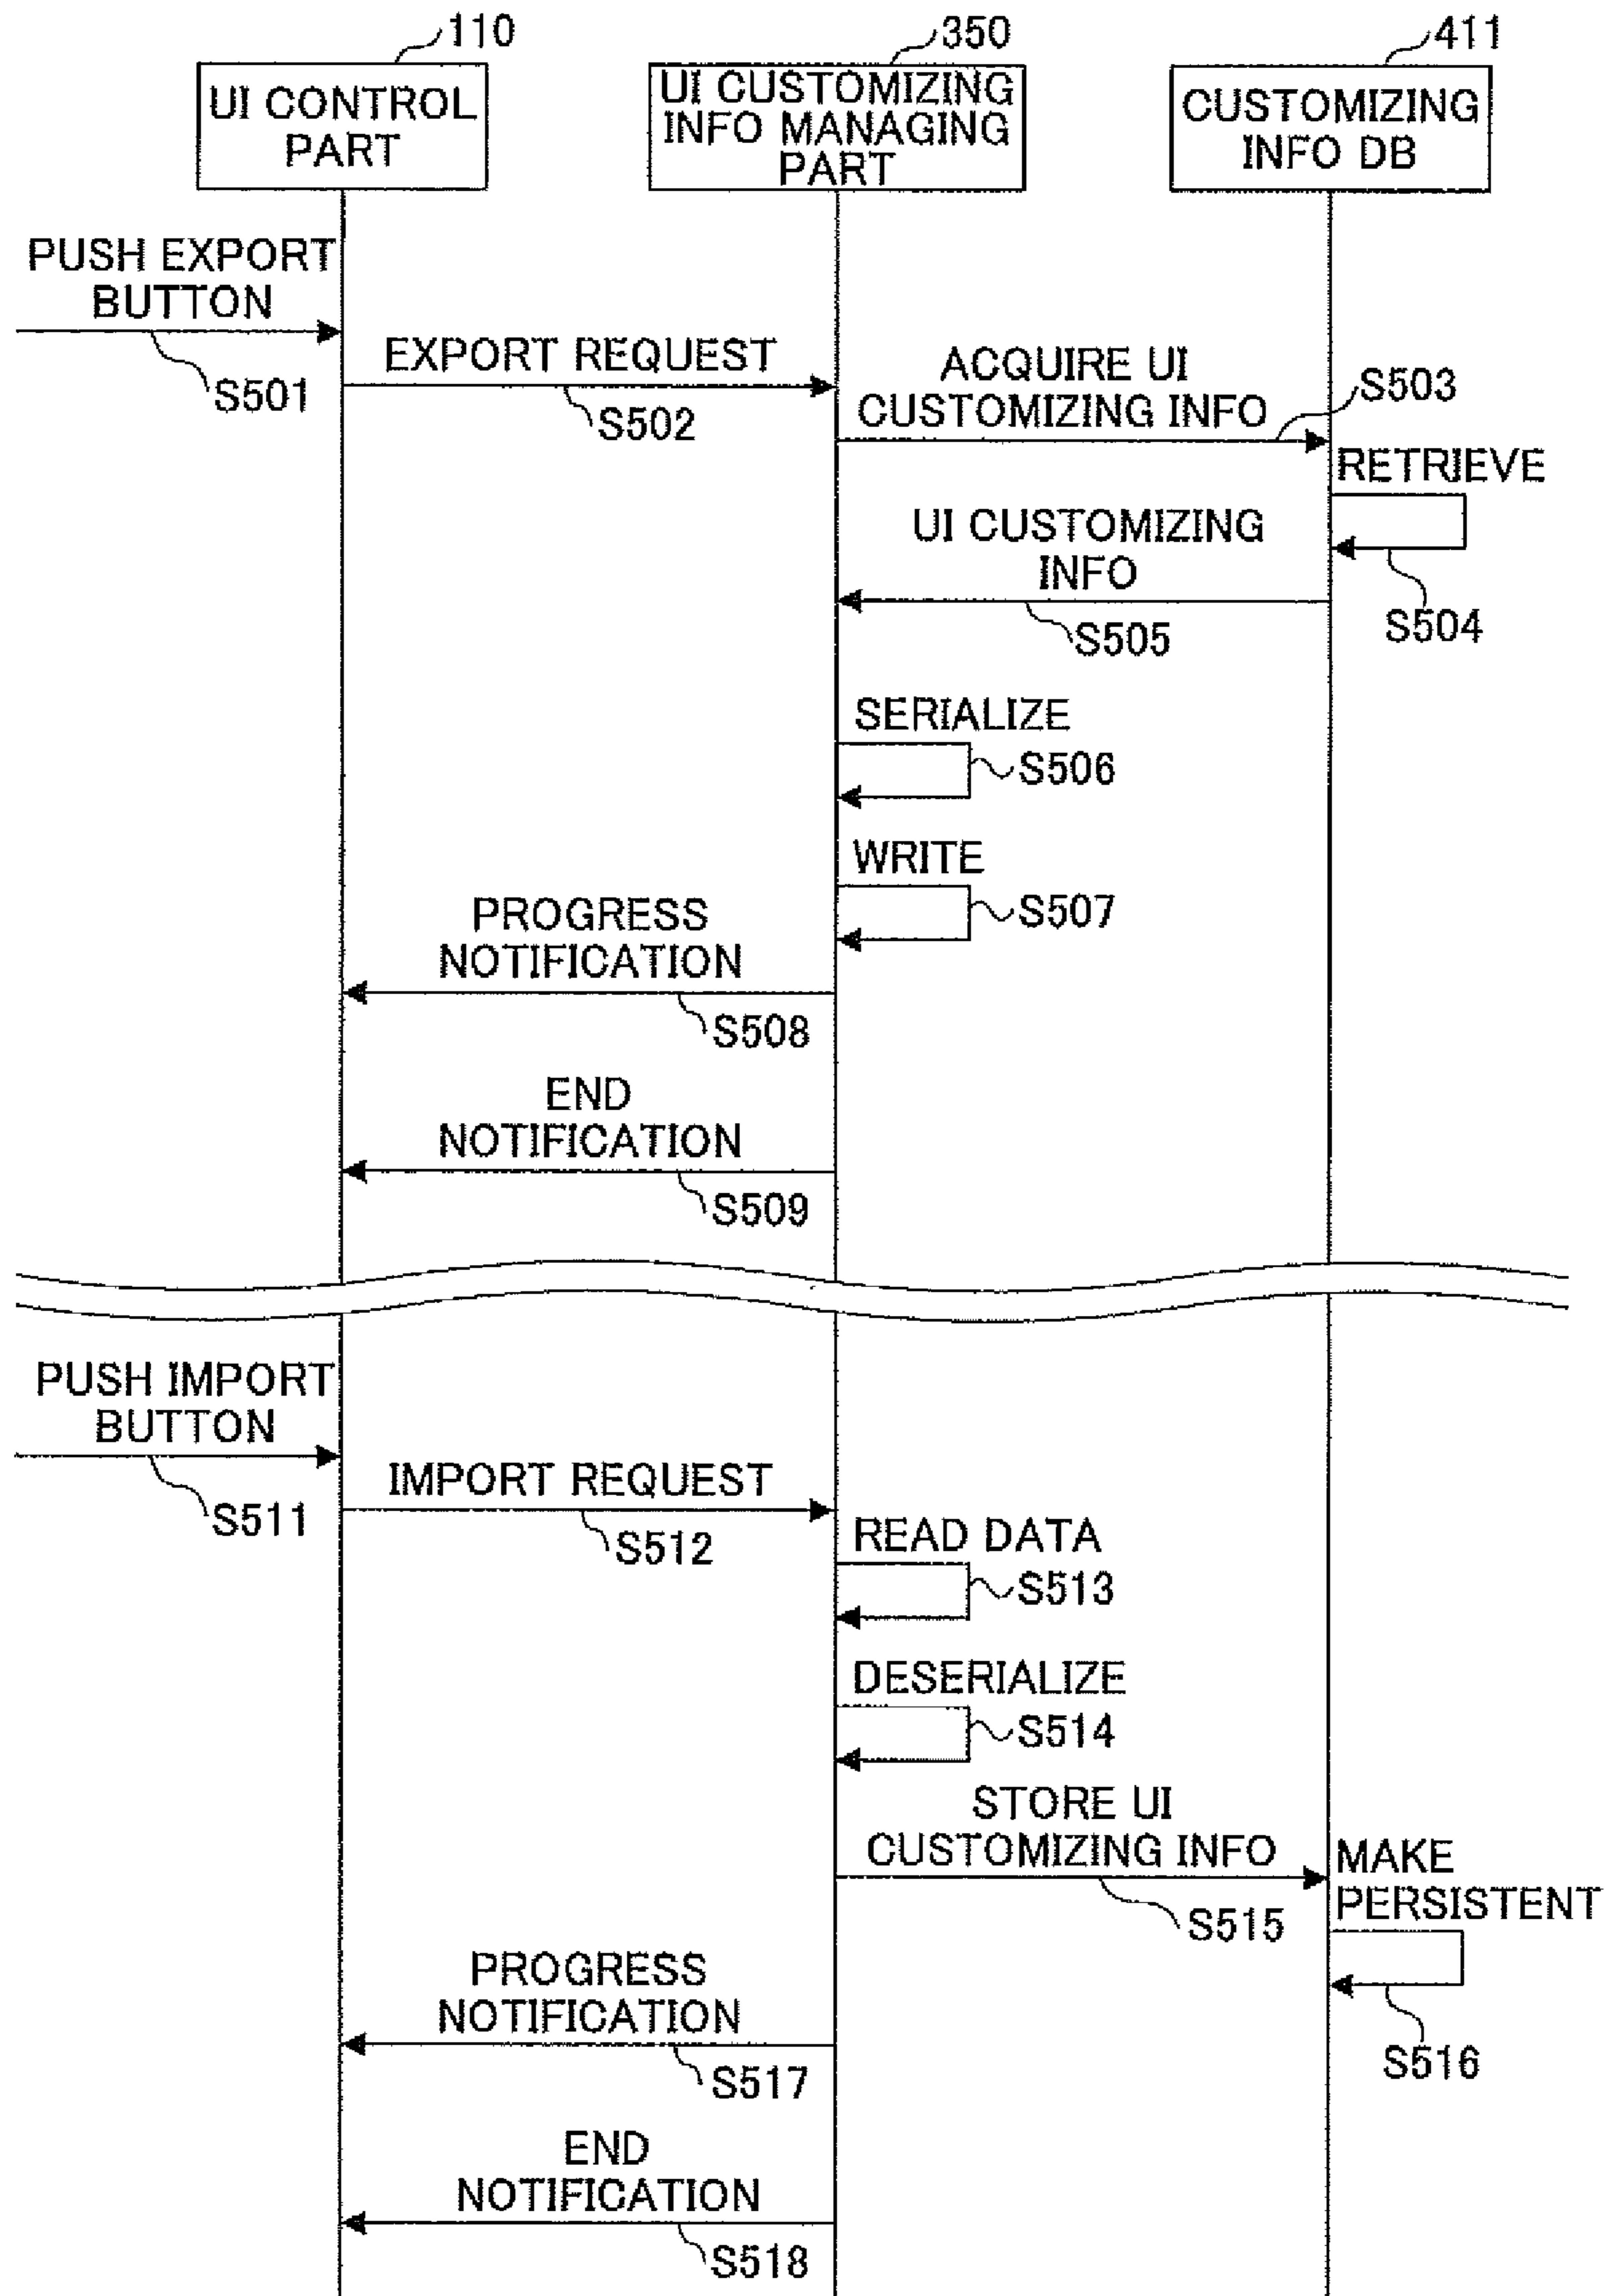 110
350
411
UI CONTROL
PART
UI CUSTOMIZING
INFO MANAGING
PART
CUSTOMIZING
INFO DB
PUSH EXPORT
BUTTON
S501
EXPORT REQUEST
S502
ACQUIRE UI
CUSTOMIZING INFO
S503
RETRIEVE
S504
UI CUSTOMIZING
INFO
S505
SERIALIZE
S506
WRITE
S507
PROGRESS
NOTIFICATION
S508
END
NOTIFICATION
S509
PUSH IMPORT
BUTTON
S511
IMPORT REQUEST
S512
READ DATA
S513
DESERIALIZE
S514
STORE UI
CUSTOMIZING INFO
S515
MAKE
PERSISTENT
S516
PROGRESS
NOTIFICATION
S517
END
NOTIFICATION
S518